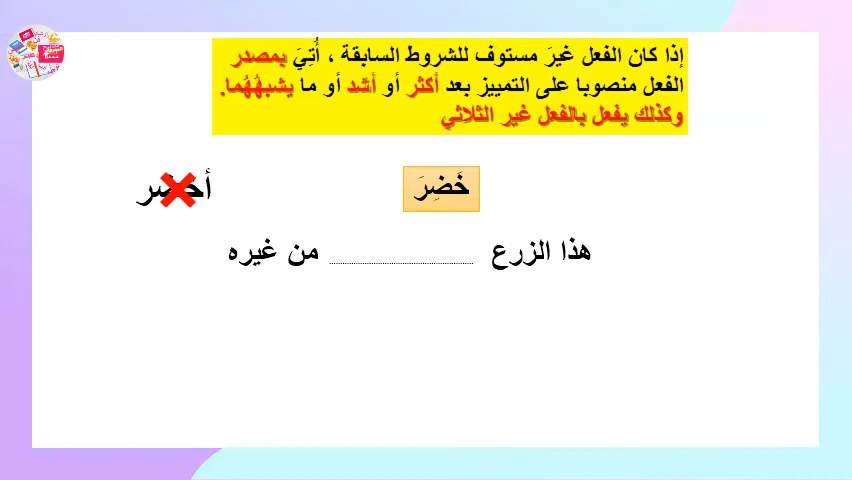 إذا كان الفعل غيرَ مستوف للشروط السابقة ، أُتِيَ بمصدر
الفعل منصوبا على التمييز بعد أكثر أو أشد أو ما يشبهُهُما.
وكذلك يفعل بالفعل غير الثلاثي
خَضِرَ
أخضر
هذا الزرع ............ من غيره